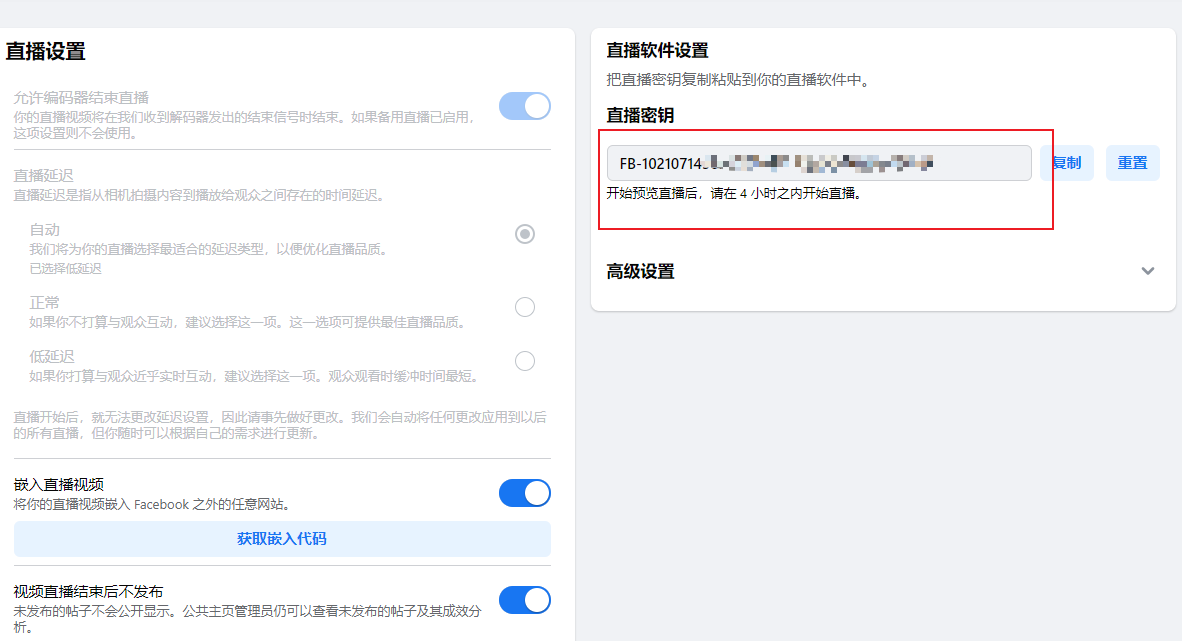 直播设置
允许编码器结束直播
你的直播视频将在我们收到解码器发出的结束信号时结束。如果备用直播已启用，
这项设置则不会使用。
直播延迟
直播延迟是指从相机拍摄内容到播放给观众之间存在的时间延迟。
自动
我们将为你的直播选择最适合的延迟类型，以便优化直播品质。
已选择低延迟
正常
如果你不打算与观众互动，建议选择这一项。这一选项可提供最佳直播品质。
低延迟
如果你打算与观众近乎实时互动，建议选择这一项。观众观看时缓冲时间最短。
直播开始后，就无法更改延迟设置，因此请事先做好更改。我们会自动将任何更改应用到以后
的所有直播，但你随时可以根据自己的需求进行更新。
嵌入直播视频
将你的直播视频嵌入 Facebook 之外的任意网站。
获取嵌入代码
视频直播结束后不发布
未发布的帖子不会公开显示。公共主页管理员仍可以查看未发布的帖子及其成效分
析。
直播软件设置
把直播密钥复制粘贴到你的直播软件中。
直播密钥
FB-10210714
复制
重置
开始预览直播后，请在 4 小时之内开始直播。
高级设置